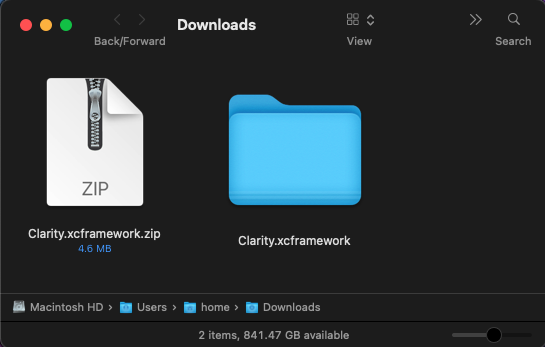 Downloads
Back/Forward
View
Search
ZIP
Clarity.xcframework.zip
4.6 MB
Clarity.xcframework
Macintosh HD › Users › home › Downloads
2 items, 841.47 GB available